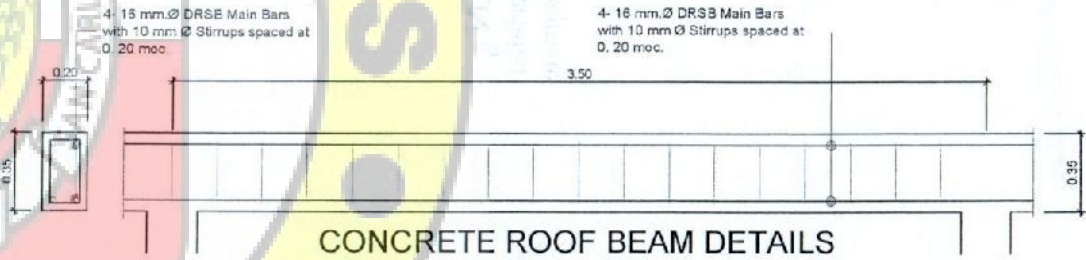 4- 16 mm.Ø DRSB Main Bars
with 10 mm Ø Stirrups spaced at
0. 20 moc.
4- 16 mm.Ø DRSB Main Bars
with 10 mm Ø Stirrups spaced at
0. 20 moc.
0.20
3.50
0.35
0.35
S
CONCRETE ROOF BEAM DETAILS